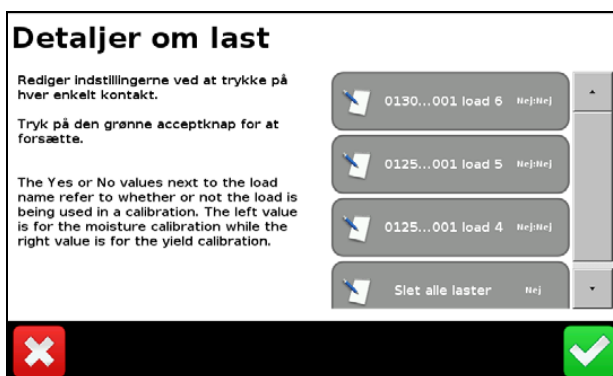 Detaljer om last
Rediger indstillingerne ved at trykke på
hver enkelt kontakt.
Tryk på den grønne acceptknap for at
forsætte.
The Yes or No values next to the load
name refer to whether or not the load is
being used in a calibration. The left value
is for the moisture calibration while the
right value is for the yield calibration.
0130...001 load 6 Nej:Nej
0125...001 load 5 Nej:Nej
0125...001 load 4 Nej:Nej
Slet alle laster Nej